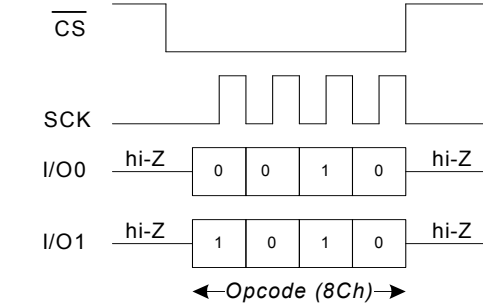 CS
SCK
I/O0 hi-Z 0 0 1 0 hi-Z
I/O1 hi-Z 1 0 1 0 hi-Z
Opcode (8Ch)